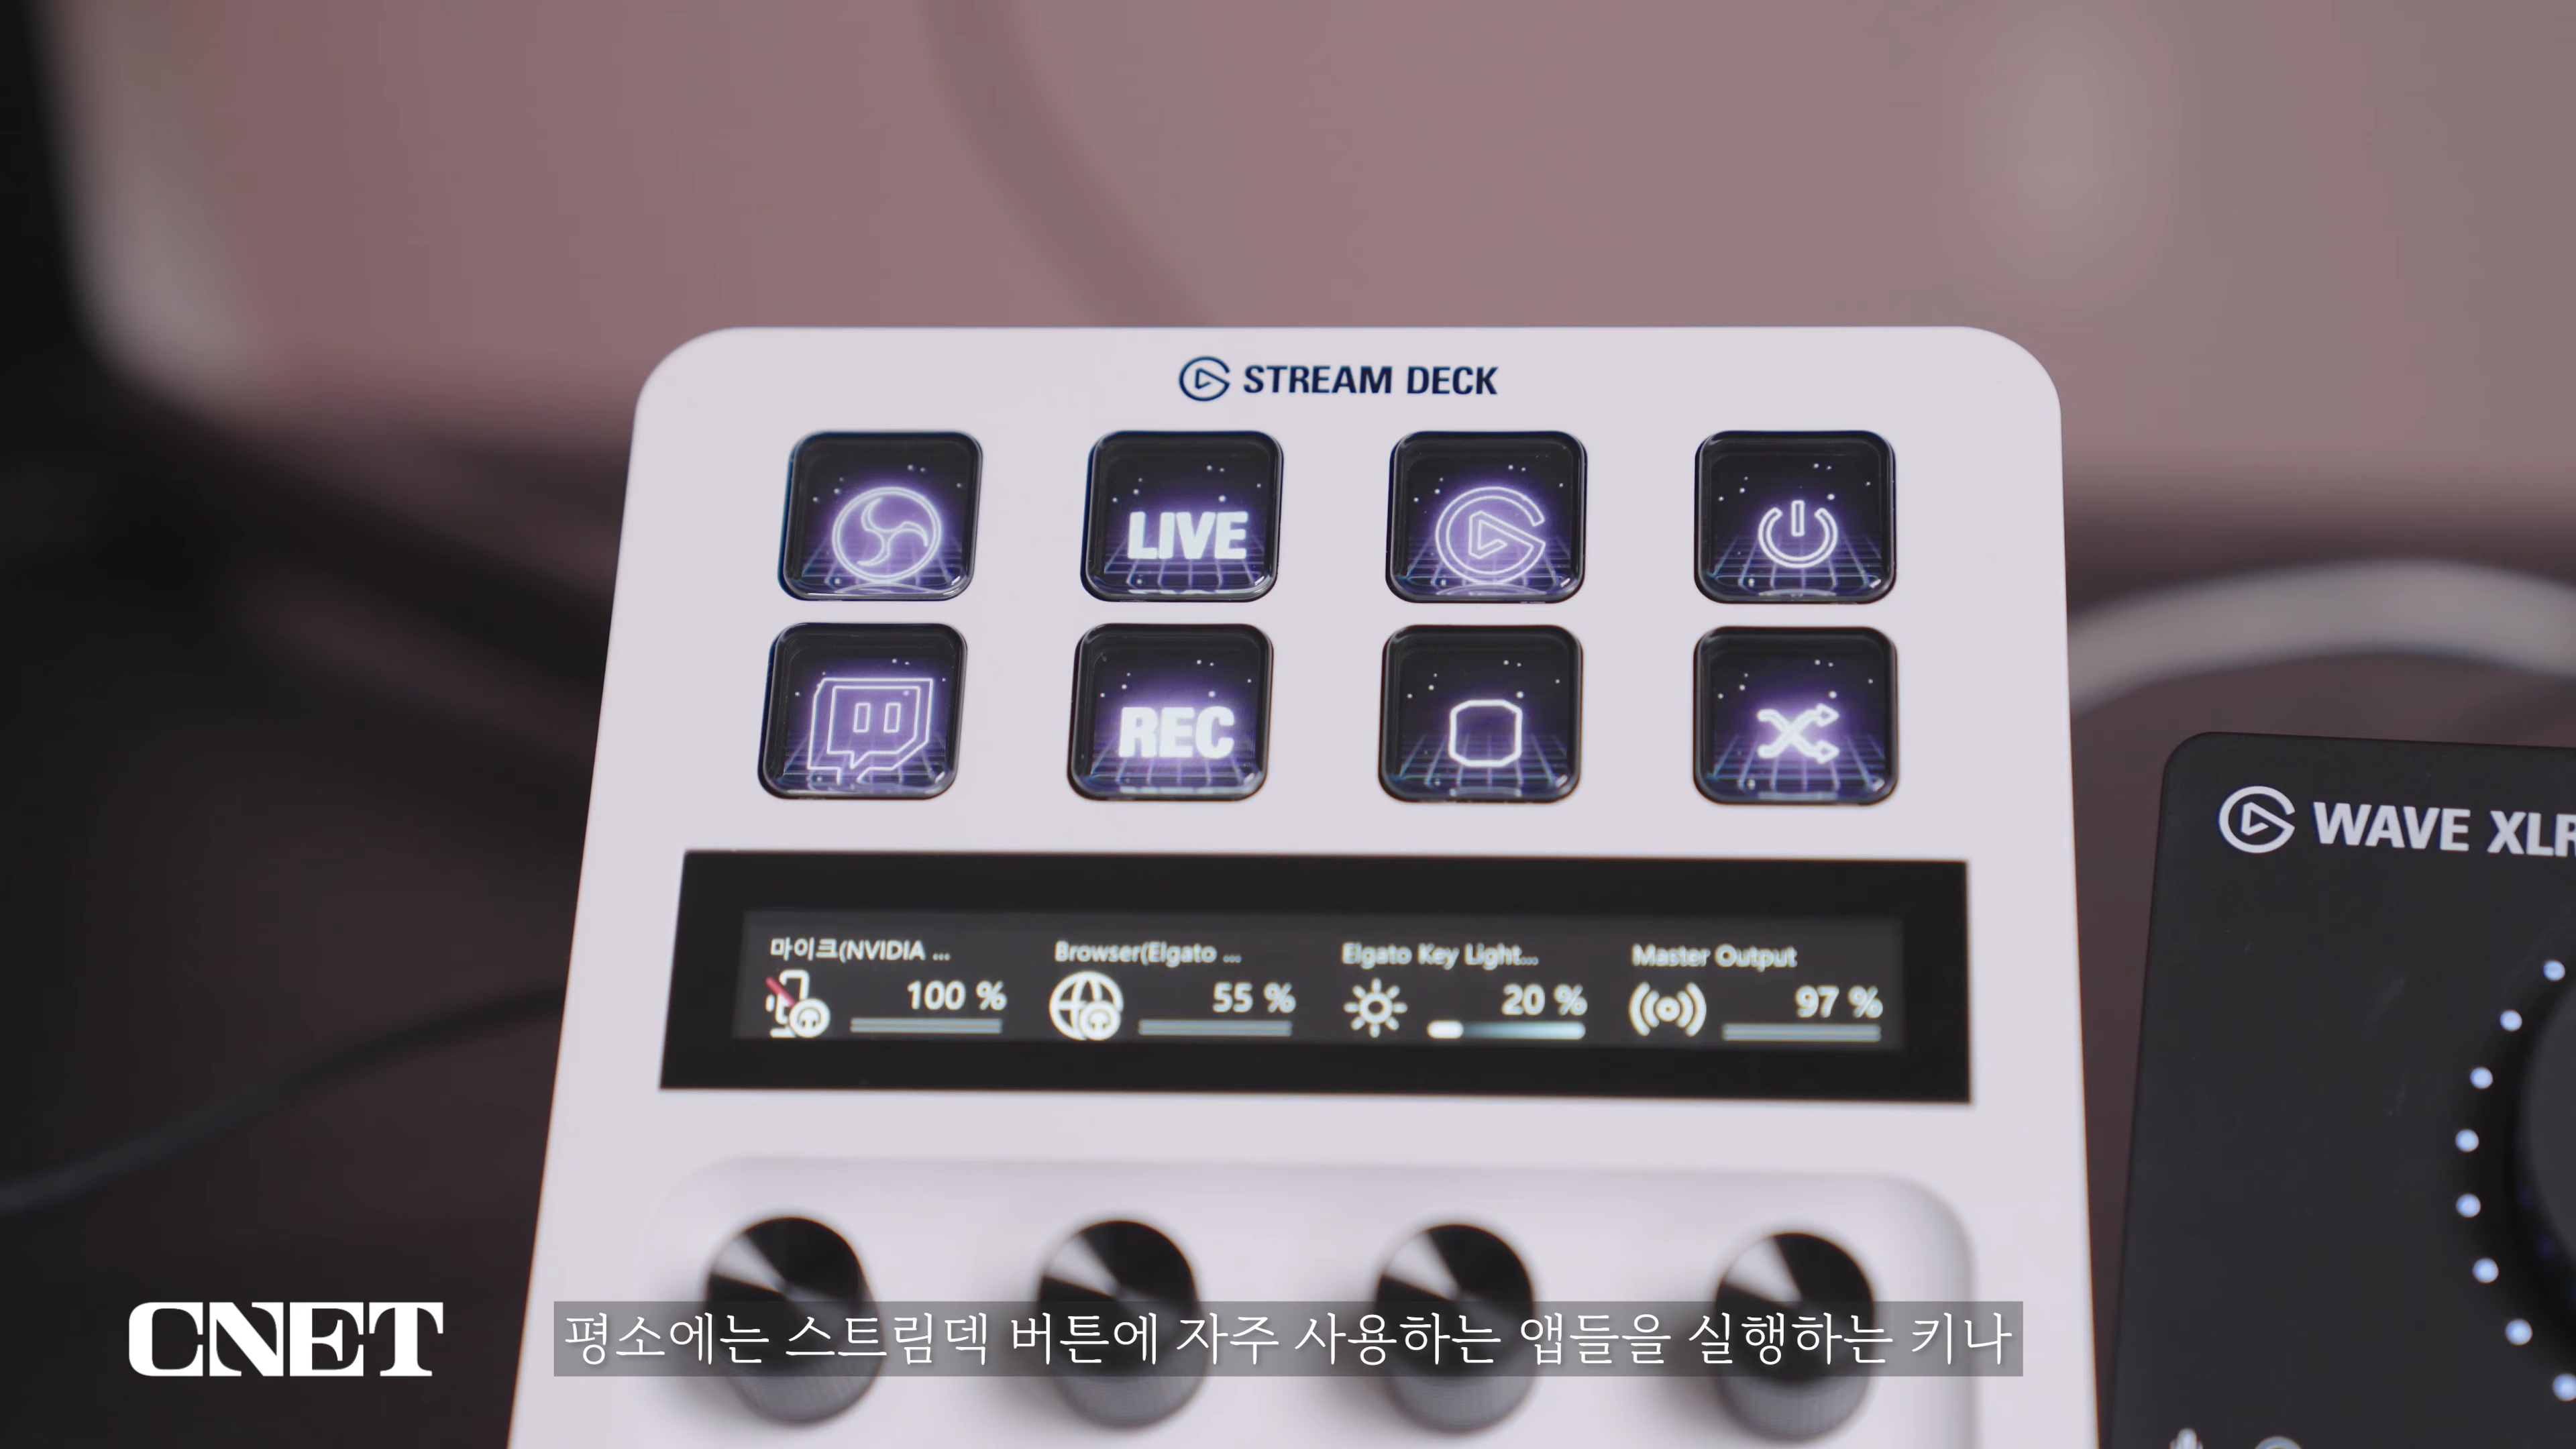 STREAM DECK
LIVE
REC
WAVE XLR
마이크(NVIDIA ...
100 %
Browser(Elgato ...
55 %
Elgato Key Light...
20 %
Master Output
97 %
CNET
평소에는 스트림덱 버튼에 자주 사용하는 앱들을 실행하는 키나